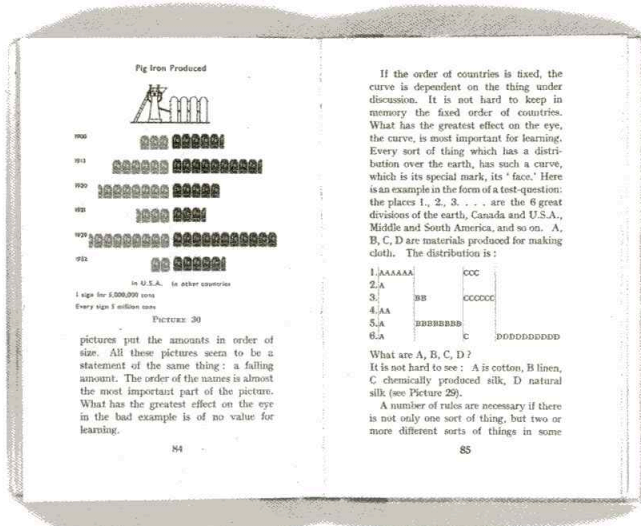 Pig Iron Produced
1900
1913
1920
1921
1929
1932
in U.S.A. in other countries
1 sign for 5,000,000 tons
Every sign 5 million tons
PICTURE 30
pictures put the amounts in order of
size. All these pictures seem to be a
statement of the same thing: a falling
amount. The order of the names is almost
the most important part of the picture.
What has the greatest effect on the eye
in the bad example is of no value for
learning.
84
If the order of countries is fixed, the
curve is dependent on the thing under
discussion. It is not hard to keep in
memory the fixed order of countries.
What has the greatest effect on the eye,
the curve, is most important for learning.
Every sort of thing which has a distri-
bution over the earth, has such a curve,
which is its special mark, its ' face.' Here
is an example in the form of a test-question:
the places 1., 2., 3. . . . are the 6 great
divisions of the earth, Canada and U.S.A.,
Middle and South America, and so on. A,
B, C, D are materials produced for making
cloth. The distribution is :
1. AAAAAA CCC
2. A
3. BB CCCCCC
4. AA
5. A BBBBBBBB
6. A C DDDDDDDDDD
What are A, B, C, D ?
It is not hard to see : A is cotton, B linen,
C chemically produced silk, D natural
silk (see Picture 29).
A number of rules are necessary if there
is not only one sort of thing, but two or
more different sorts of things in some
85